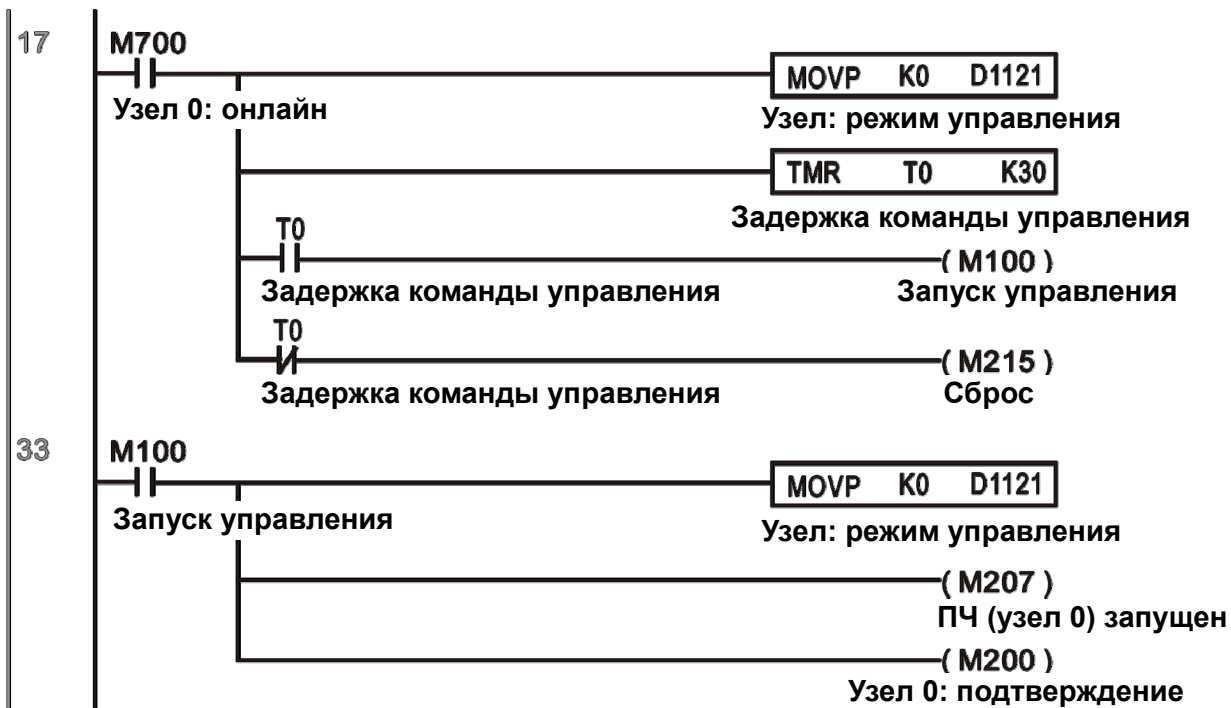 17
M700
MOVP K0 D1121
Узел 0: онлайн
Узел: режим управления
TMR T0 K30
Задержка команды управления
T0
( M100 )
Задержка команды управления
Запуск управления
T0
( M215 )
Задержка команды управления
Сброс
33
M100
MOVP K0 D1121
Запуск управления
Узел: режим управления
( M207 )
ПЧ (узел 0) запущен
( M200 )
Узел 0: подтверждение